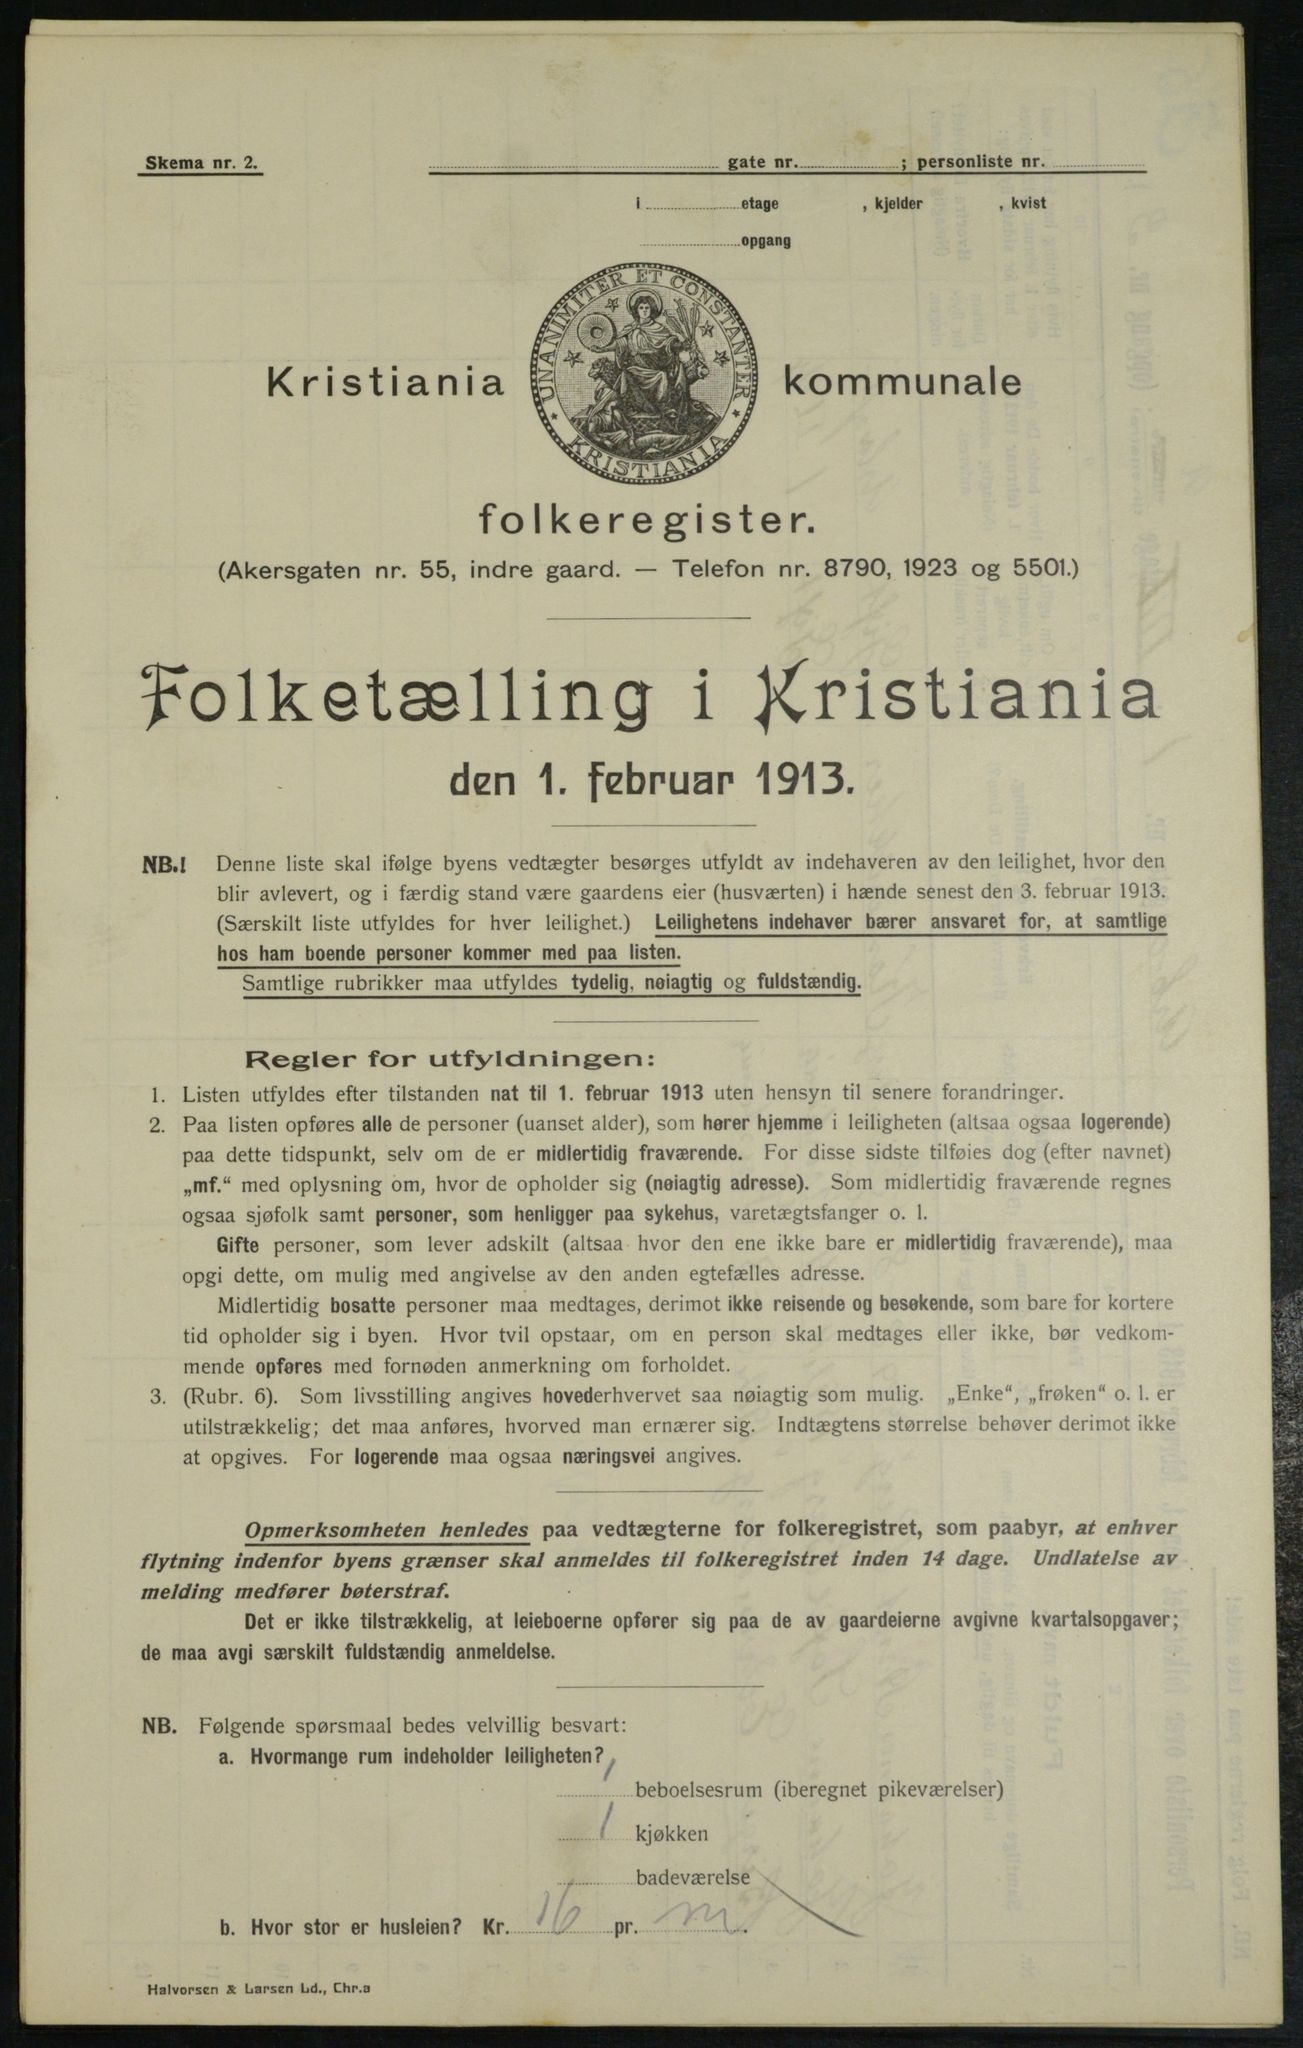 Skema nr. 2.
gate nr. ; personliste nr.
i etage , kjelder , kvist
opgang
UNANIMITER ET CONSTANTER
KRISTIANIA
Kristiania kommunale
folkeregister.
(Akersgaten nr. 55, indre gaard. — Telefon nr. 8790, 1923 og 5501.)
Folketælling i Kristiania
den 1. februar 1913.
NB.! Denne liste skal ifølge byens vedtægter besørges utfyldt av indehaveren av den leilighet, hvor den
blir avlevert, og i færdig stand være gaardens eier (husværten) i hænde senest den 3. februar 1913.
(Særskilt liste utfyldes for hver leilighet.) Leilighetens indehaver bærer ansvaret for, at samtlige
hos ham boende personer kommer med paa listen.
Samtlige rubrikker maa utfyldes tydelig, nøiagtig og fuldstændig.
Regler for utfyldningen:
1. Listen utfyldes efter tilstanden nat til 1. februar 1913 uten hensyn til senere forandringer.
2. Paa listen opføres alle de personer (uanset alder), som hører hjemme i leiligheten (altsaa ogsaa logerende)
paa dette tidspunkt, selv om de er midlertidig fraværende. For disse sidste tilføies dog (efter navnet)
„mf.“ med oplysning om, hvor de opholder sig (nøiagtig adresse). Som midlertidig fraværende regnes
ogsaa sjøfolk samt personer, som henligger paa sykehus, varetægtsfanger o. l.
Gifte personer, som lever adskilt (altsaa hvor den ene ikke bare er midlertidig fraværende), maa
opgi dette, om mulig med angivelse av den anden egtefælles adresse.
Midlertidig bosatte personer maa medtages, derimot ikke reisende og besøkende, som bare for kortere
tid opholder sig i byen. Hvor tvil opstaar, om en person skal medtages eller ikke, bør vedkom-
mende opføres med fornøden anmerkning om forholdet.
3. (Rubr. 6). Som livsstilling angives hovederhvervet saa nøiagtig som mulig. „Enke“, „frøken“ o. l. er
utilstrækkelig; det maa anføres, hvorved man ernærer sig. Indtægtens størrelse behøver derimot ikke
at opgives. For logerende maa ogsaa næringsvei angives.
Opmerksomheten henledes paa vedtægterne for folkeregistret, som paabyr, at enhver
flytning indenfor byens grænser skal anmeldes til folkeregistret inden 14 dage. Undlatelse av
melding medfører bøterstraf.
Det er ikke tilstrækkelig, at leieboerne opfører sig paa de av gaardeierne avgivne kvartalsopgaver;
de maa avgi særskilt fuldstændig anmeldelse.
NB. Følgende spørsmaal bedes velvillig besvart:
a. Hvormange rum indeholder leiligheten?
1 beboelsesrum (iberegnet pikeværelser)
1 kjøkken
badeværelse
b. Hvor stor er husleien? Kr. 16 pr. m.
Halvorsen & Larsen Ld., Chr.a